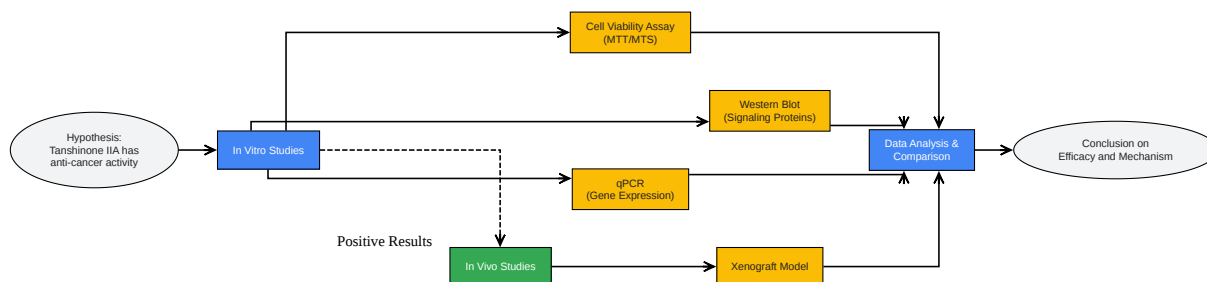 Cell Viability Assay
(MTT/MTS)
Western Blot
(Signaling Proteins)
Hypothesis:
Tanshinone IIA has
anti-cancer activity
In Vitro Studies
Data Analysis &
Comparison
Conclusion on
Efficacy and Mechanism
qPCR
(Gene Expression)
Positive Results
In Vivo Studies
Xenograft Model